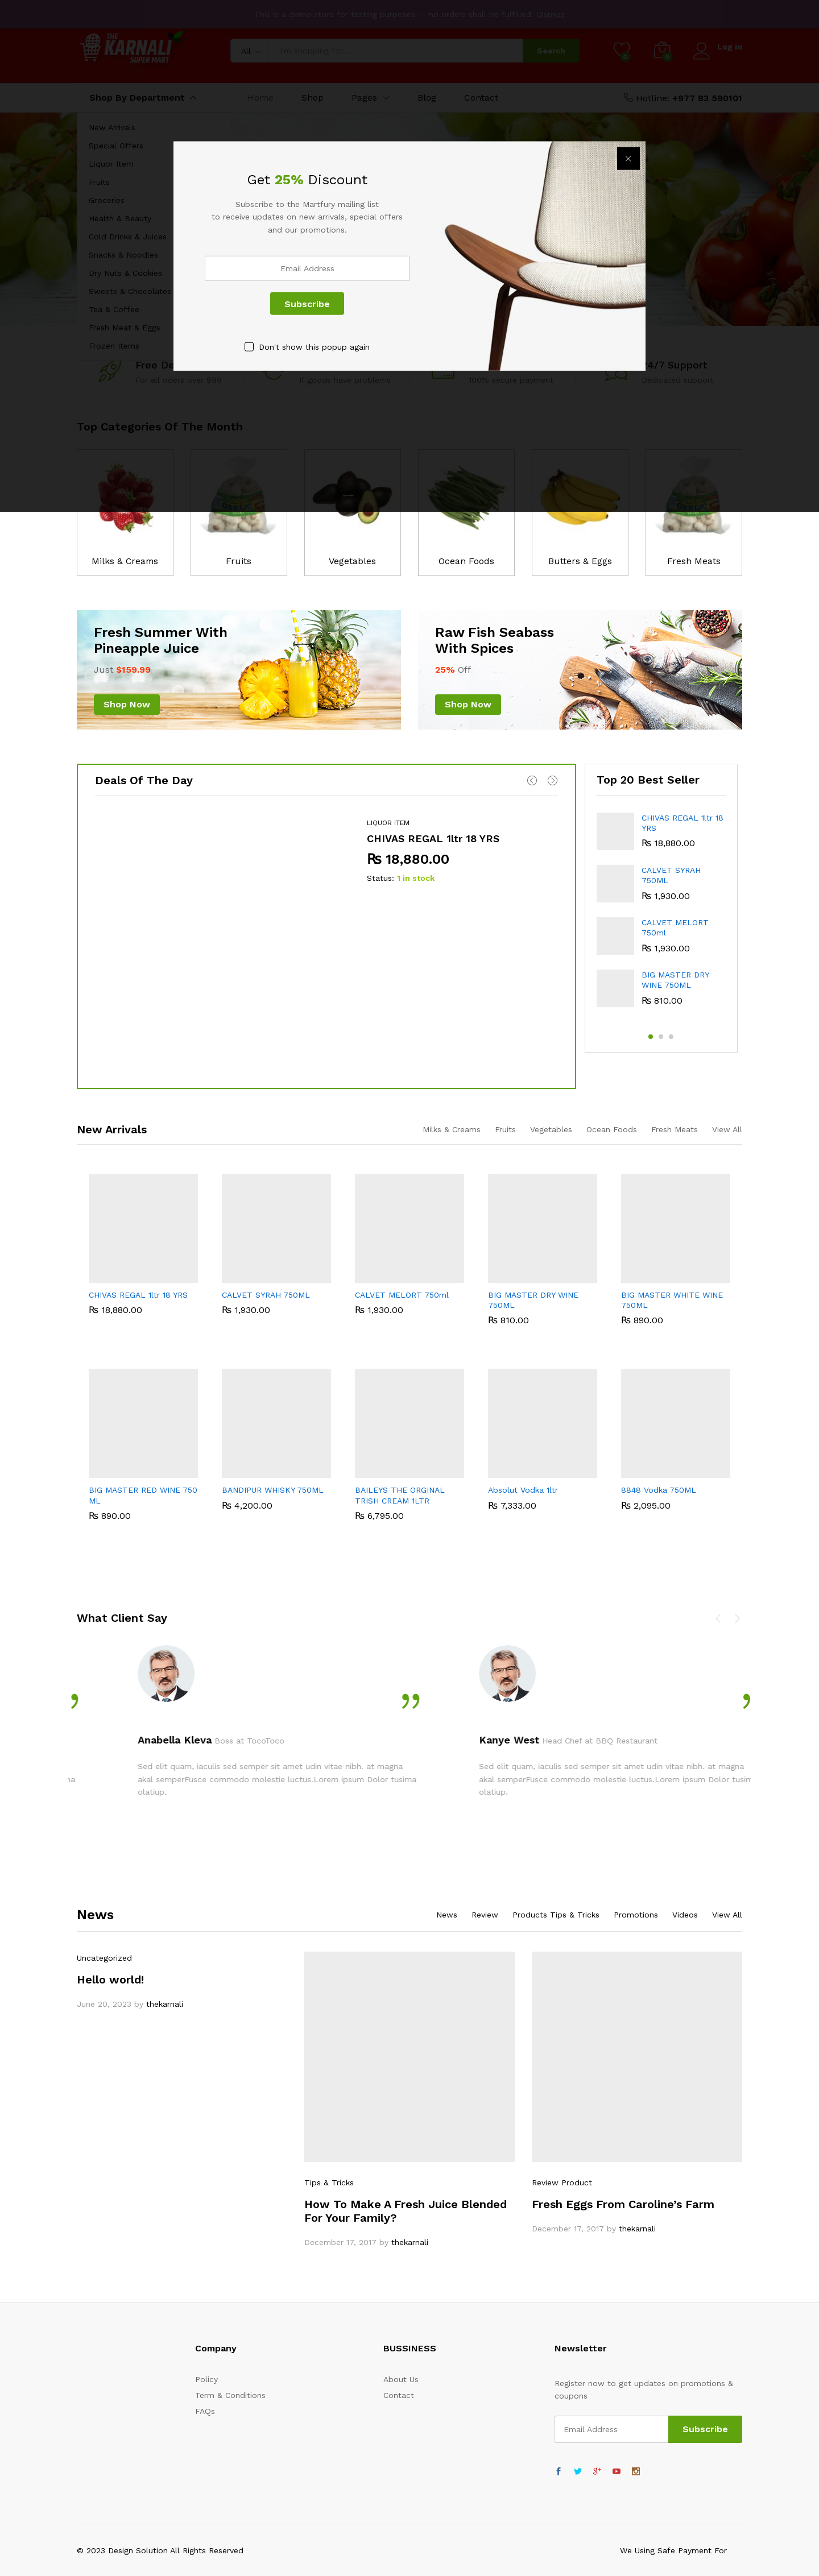 This is a demo store for testing purposes — no orders shall be fulfilled. Dismiss
THE
KARNALI
SUPER MART
All
I'm shopping for...
Search
0
0
Log in
Shop By Department
Home
Shop
Pages
Blog
Contact
Hotline: +977 83 590101
New Arrivals
Special Offers
Liquor Item
Fruits
Groceries
Health & Beauty
Cold Drinks & Juices
Snacks & Noodles
Dry Nuts & Cookies
Sweets & Chocolates
Tea & Coffee
Fresh Meat & Eggs
Frozen Items
Get 25% Discount
Subscribe to the Martfury mailing list
to receive updates on new arrivals, special offers
and our promotions.
Email Address
Subscribe
Don't show this popup again
Free De
For all oders over $99
If goods have problems
100% secure payment
24/7 Support
Dedicated support
Top Categories Of The Month
Milks & Creams
Fruits
Vegetables
Ocean Foods
Butters & Eggs
Fresh Meats
Fresh Summer With
Pineapple Juice
Just $159.99
Shop Now
Raw Fish Seabass
With Spices
25% Off
Shop Now
Deals Of The Day
LIQUOR ITEM
CHIVAS REGAL 1ltr 18 YRS
₨ 18,880.00
Status: 1 in stock
Top 20 Best Seller
CHIVAS REGAL 1ltr 18
YRS
₨ 18,880.00
CALVET SYRAH
750ML
₨ 1,930.00
CALVET MELORT
750ml
₨ 1,930.00
BIG MASTER DRY
WINE 750ML
₨ 810.00
New Arrivals
Milks & Creams
Fruits
Vegetables
Ocean Foods
Fresh Meats
View All
CHIVAS REGAL 1ltr 18 YRS
₨ 18,880.00
CALVET SYRAH 750ML
₨ 1,930.00
CALVET MELORT 750ml
₨ 1,930.00
BIG MASTER DRY WINE
750ML
₨ 810.00
BIG MASTER WHITE WINE
750ML
₨ 890.00
BIG MASTER RED WINE 750
ML
₨ 890.00
BANDIPUR WHISKY 750ML
₨ 4,200.00
BAILEYS THE ORGINAL
TRISH CREAM 1LTR
₨ 6,795.00
Absolut Vodka 1ltr
₨ 7,333.00
8848 Vodka 750ML
₨ 2,095.00
What Client Say
na
Anabella Kleva Boss at TocoToco
Sed elit quam, iaculis sed semper sit amet udin vitae nibh. at magna
akal semperFusce commodo molestie luctus.Lorem ipsum Dolor tusima
olatiup.
Kanye West Head Chef at BBQ Restaurant
Sed elit quam, iaculis sed semper sit amet udin vitae nibh. at magna
akal semperFusce commodo molestie luctus.Lorem ipsum Dolor tusim
olatiup.
News
News
Review
Products Tips & Tricks
Promotions
Videos
View All
Uncategorized
Hello world!
June 20, 2023 by thekarnali
Tips & Tricks
How To Make A Fresh Juice Blended
For Your Family?
December 17, 2017 by thekarnali
Review Product
Fresh Eggs From Caroline’s Farm
December 17, 2017 by thekarnali
Company
Policy
Term & Conditions
FAQs
BUSSINESS
About Us
Contact
Newsletter
Register now to get updates on promotions &
coupons
Email Address
Subscribe
© 2023 Design Solution All Rights Reserved
We Using Safe Payment For